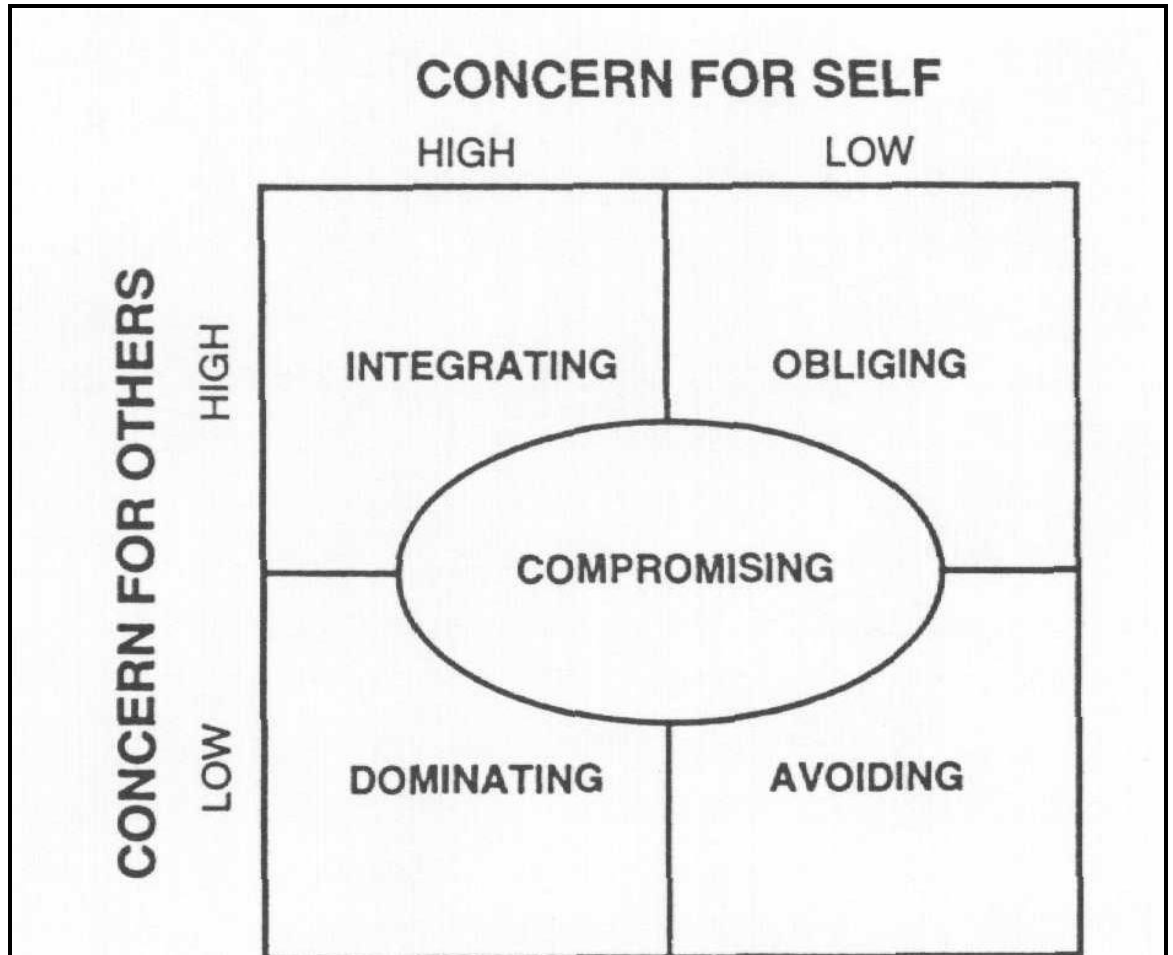 CONCERN FOR SELF
HIGH LOW
CONCERN FOR OTHERS
HIGH
INTEGRATING OBLIGING
COMPROMISING
LOW
DOMINATING AVOIDING